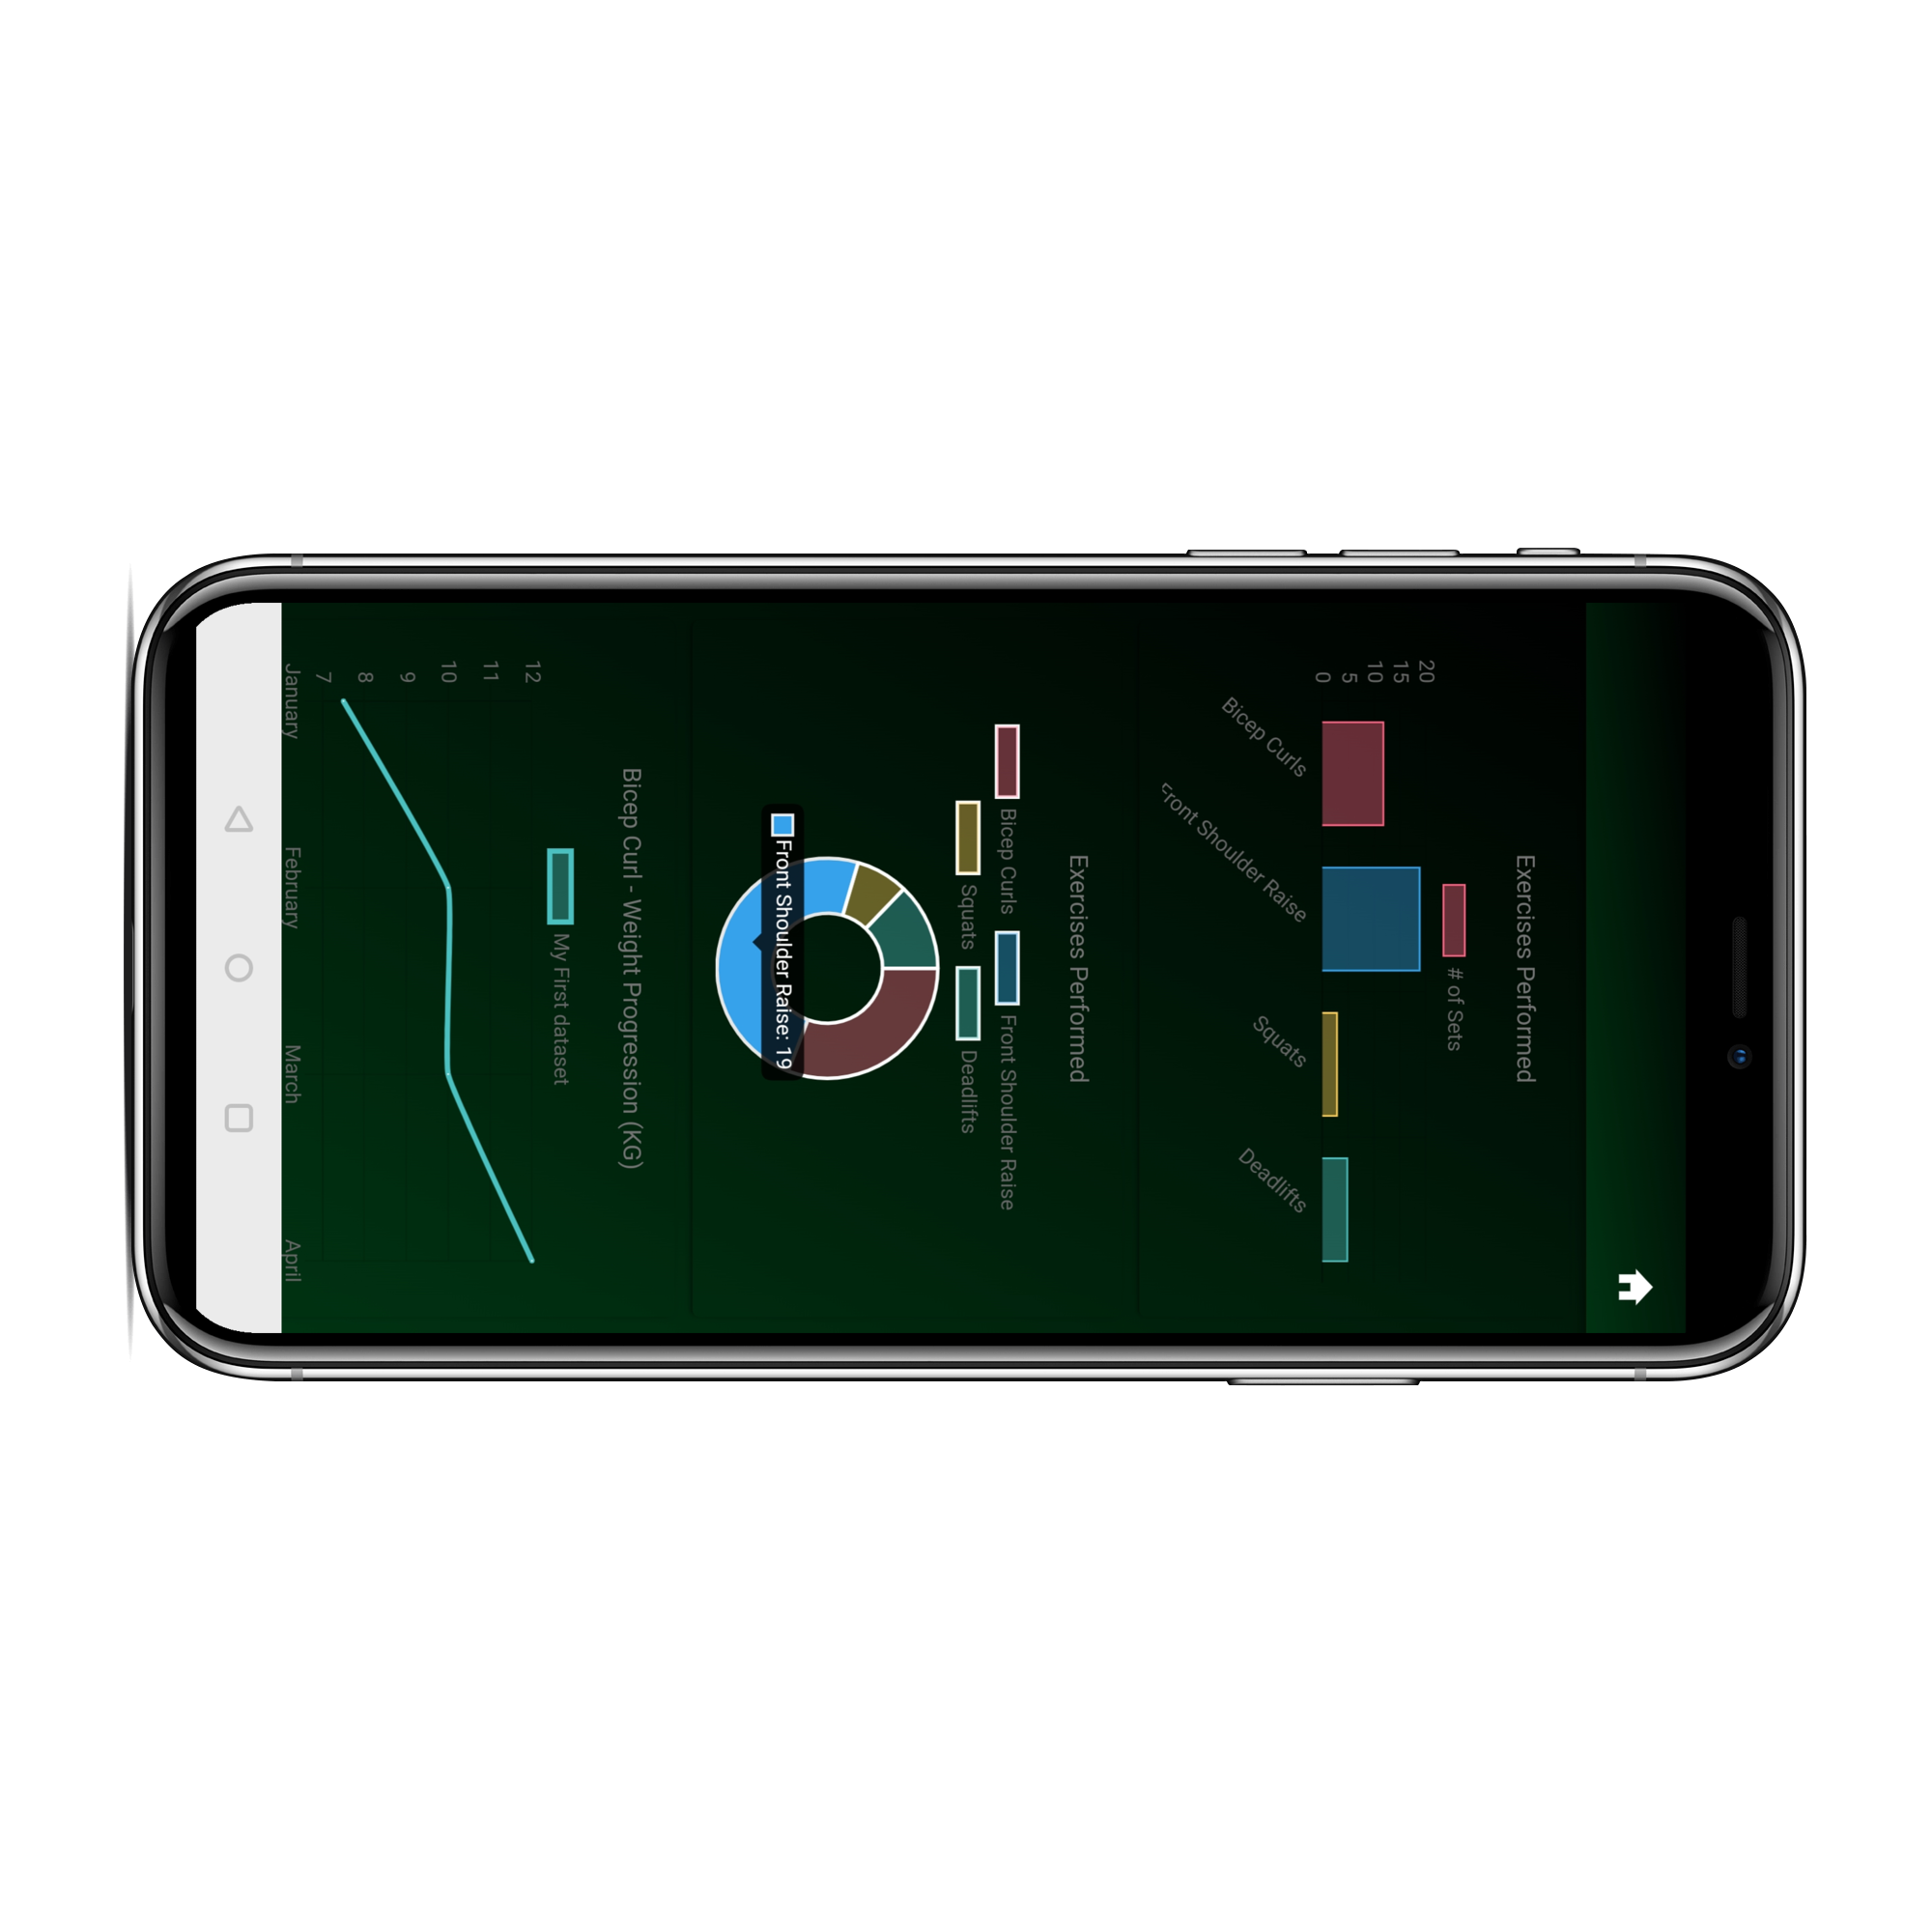 Exercises Performed
# of Sets
20
15
10
5
0
Bicep Curls
Front Shoulder Raise
Squats
Deadlifts
Exercises Performed
Bicep Curls Front Shoulder Raise
Squats Deadlifts
Front Shoulder Raise: 19
Bicep Curl - Weight Progression (KG)
My First dataset
12
11
10
9
8
7
January February March April